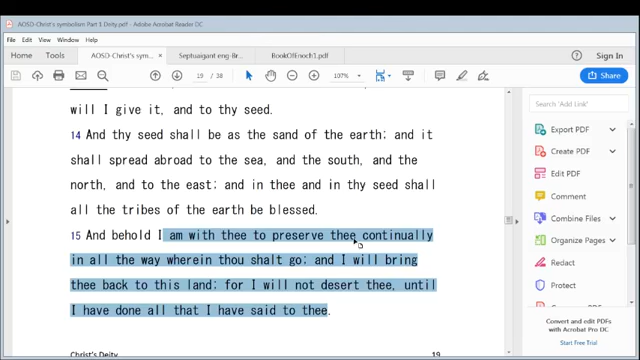 AOSD-Christ's symbolism Part 1 Deity.pdf - Adobe Acrobat Reader DC
File Edit View Window Help
Home Tools AOSD-Christ's sym... × Septuaigant eng-Br... BookOfEnoch1.pdf Sign In
19 / 38 107% Share
will I give it, and to thy seed.
14 And thy seed shall be as the sand of the earth; and it
shall spread abroad to the sea, and the south, and the
north, and to the east; and in thee and in thy seed shall
all the tribes of the earth be blessed.
15 And behold I am with thee to preserve thee continually
in all the way wherein thou shalt go; and I will bring
thee back to this land; for I will not desert thee, until
I have done all that I have said to thee.
Christ's Deity 19
Search 'Add Link'
Export PDF
Create PDF
Edit PDF
Comment
Combine Files
Organize Pages
Redact
Protect
Convert and edit PDFs
with Acrobat Pro DC
Start Free Trial